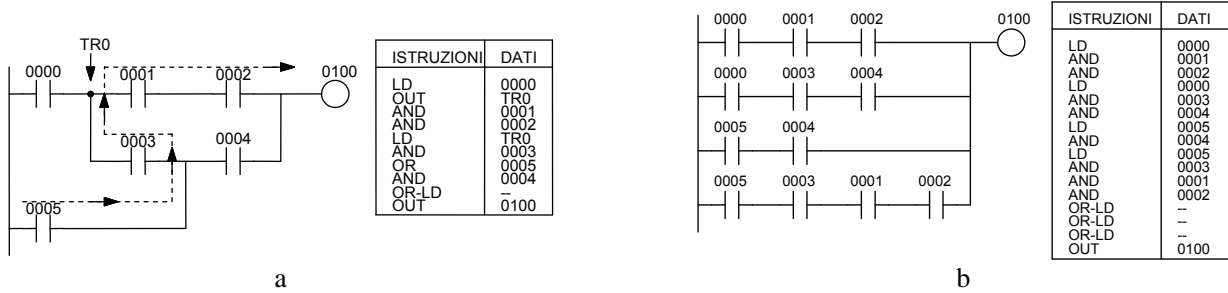 TR0
0000
0001
0002
0100
0003
0004
0005
ISTRUZIONI DATI
LD 0000
OUT TR0
AND 0001
AND 0002
LD TR0
AND 0003
OR 0005
AND 0004
OR-LD --
OUT 0100
a
0000 0001 0002 0100
0000 0003 0004
0005 0004
0005 0003 0001 0002
ISTRUZIONI DATI
LD 0000
AND 0001
AND 0002
LD 0000
AND 0003
AND 0004
LD 0005
AND 0004
LD 0005
AND 0003
AND 0001
AND 0002
OR-LD --
OR-LD --
OR-LD --
OUT 0100
b